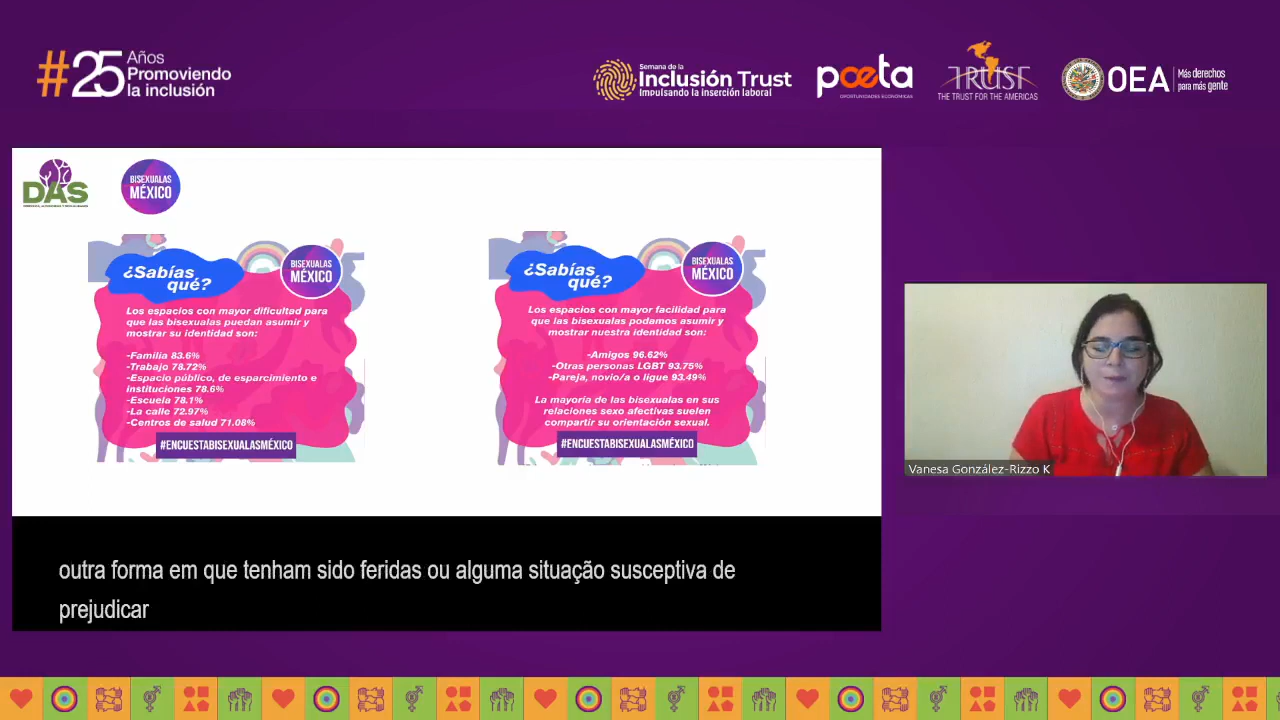 #25
Años
Promoviendo
la inclusión
Semana de la
Inclusión Trust
Impulsando la inserción laboral
poeta
OPORTUNIDADES ECONÓMICAS
TRUST
THE TRUST FOR THE AMERICAS
OEA
Más derechos
para más gente
DAS
BISEXUALAS
MÉXICO
¿Sabías
qué?
BISEXUALAS
MÉXICO
Los espacios con mayor dificultad para
que las bisexuales puedan asumir y
mostrar su identidad son:
-Familia 83.6%
-Trabajo 78.72%
-Espacio público, de esparcimiento e
instituciones 78.6%
-Escuela 78.1%
-La calle 72.97%
-Centros de salud 71.08%
#ENCUESTABISEXUALASMÉXICO
¿Sabías
qué?
BISEXUALAS
MÉXICO
Los espacios con mayor facilidad para
que las bisexualas podamos asumir y
mostrar nuestra identidad son:
-Amigos 96.62%
-Otras personas LGBT 93.75%
-Pareja, novio/a o ligue 93.49%
La mayoría de las bisexualas en sus
relaciones sexo afectivas suelen
compartir su orientación sexual.
#ENCUESTABISEXUALASMÉXICO
Vanesa González-Rizzo K
outra forma em que tenham sido feridas ou alguma situação susceptiva de
prejudicar